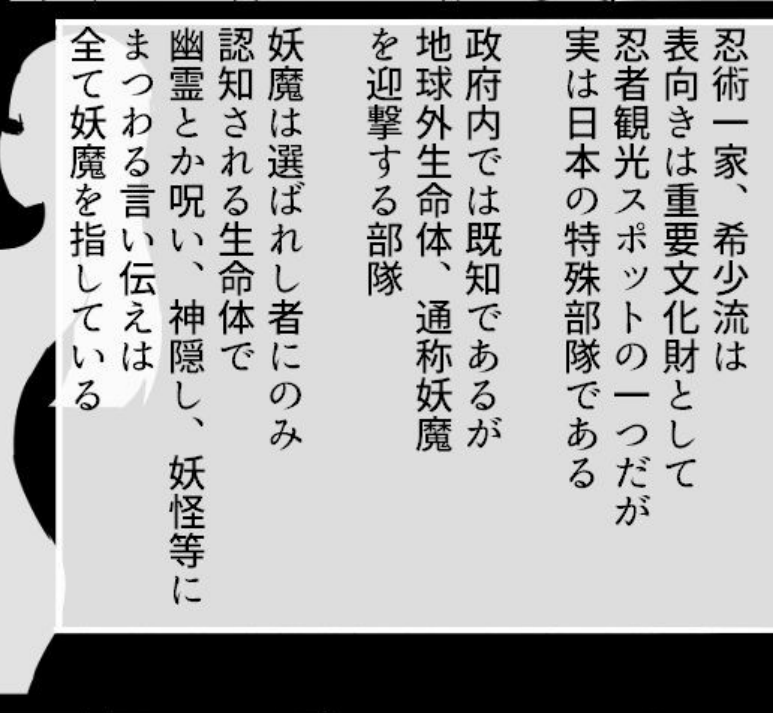 忍術一家、希少流は
表向きは重要文化財として
忍者観光スポットの一つだが
実は日本の特殊部隊である
政府内では既知であるが
地球外生命体、通称妖魔
を迎撃する部隊
妖魔は選ばれし者にのみ
認知される生命体で
幽霊とか呪い、神隠し、妖怪等に
まつわる言い伝えは
全て妖魔を指している